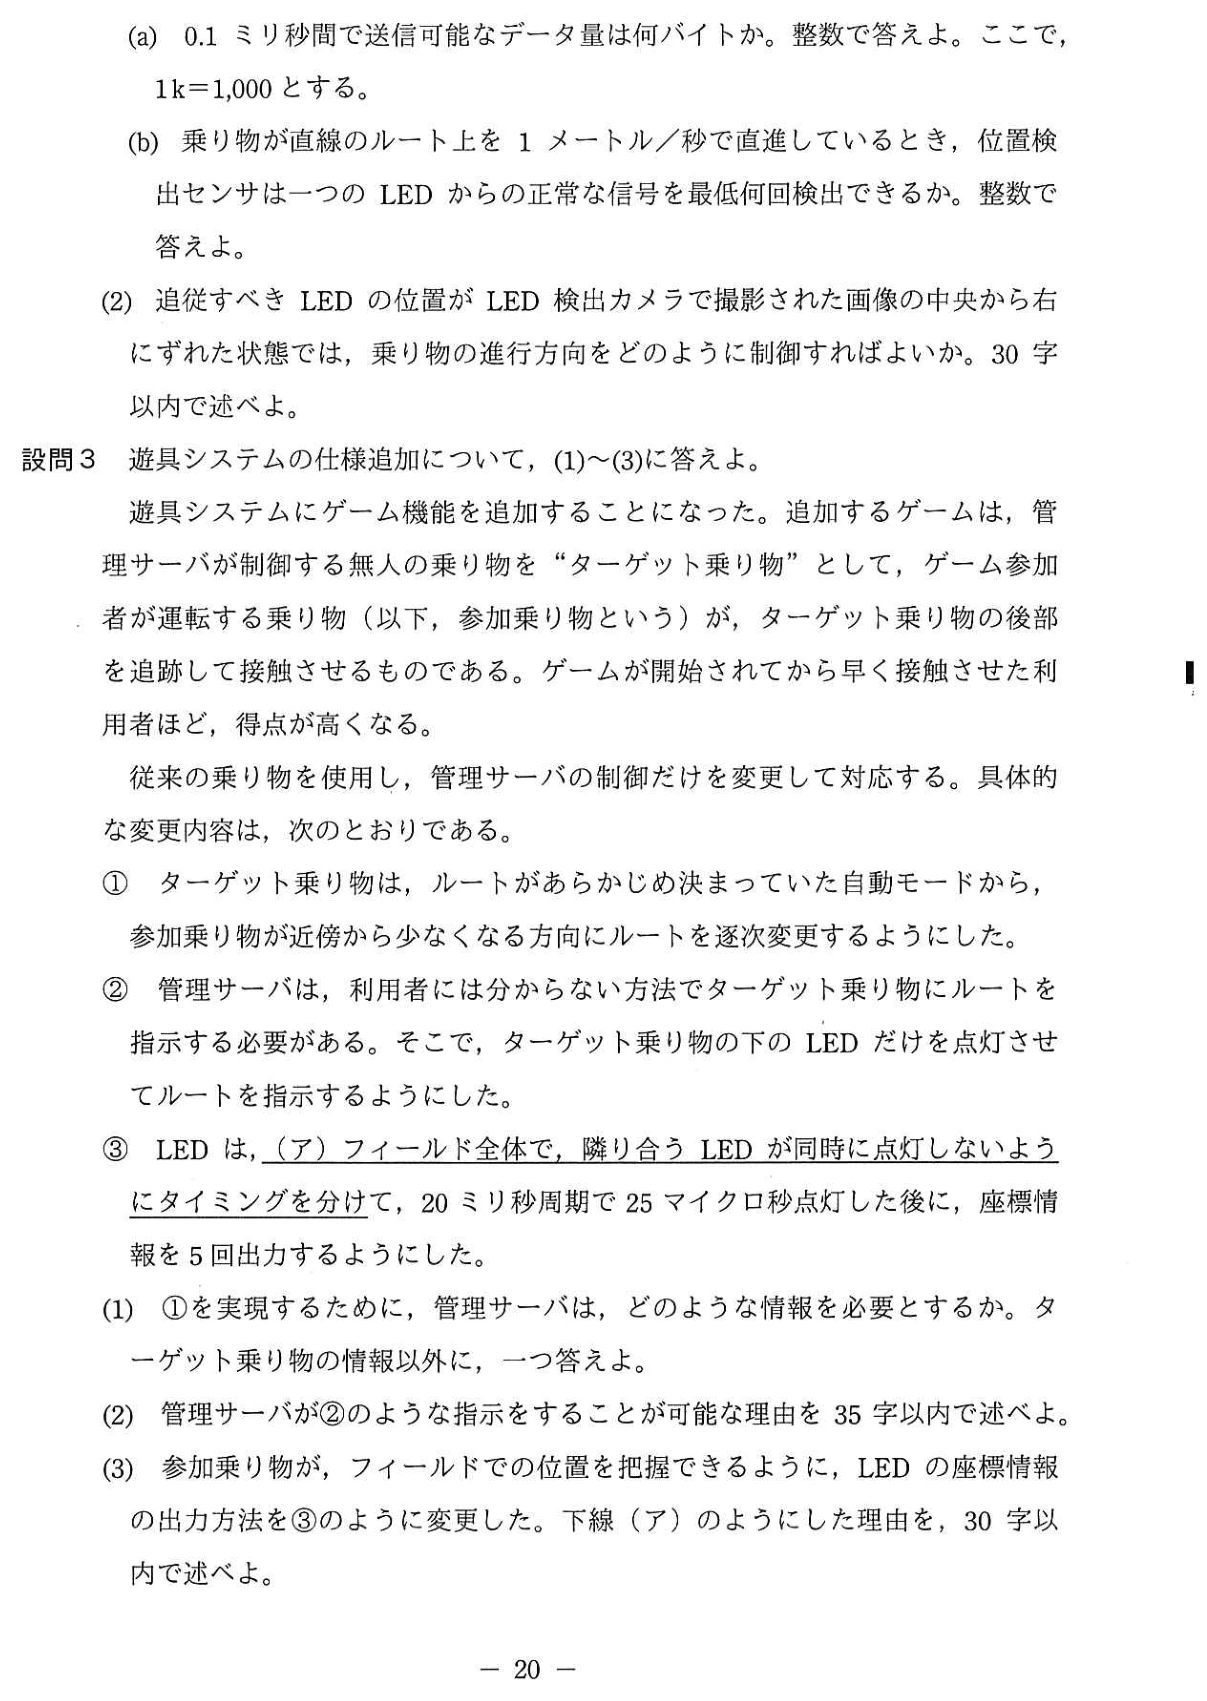 (a) 0.1 ミリ秒間で送信可能なデータ量は何バイトか。整数で答えよ。ここで，
1k＝1,000 とする。
(b) 乗り物が直線のルート上を 1 メートル／秒で直進しているとき，位置検
出センサは一つの LED からの正常な信号を最低何回検出できるか。整数で
答えよ。
(2) 追従すべき LED の位置が LED 検出カメラで撮影された画像の中央から右
にずれた状態では，乗り物の進行方向をどのように制御すればよいか。30 字
以内で述べよ。
設問３ 遊具システムの仕様追加について，(1)～(3)に答えよ。
遊具システムにゲーム機能を追加することになった。追加するゲームは，管
理サーバが制御する無人の乗り物を“ターゲット乗り物”として，ゲーム参加
者が運転する乗り物（以下，参加乗り物という）が，ターゲット乗り物の後部
を追跡して接触させるものである。ゲームが開始されてから早く接触させた利
用者ほど，得点が高くなる。
従来の乗り物を使用し，管理サーバの制御だけを変更して対応する。具体的
な変更内容は，次のとおりである。
① ターゲット乗り物は，ルートがあらかじめ決まっていた自動モードから，
参加乗り物が近傍から少なくなる方向にルートを逐次変更するようにした。
② 管理サーバは，利用者には分からない方法でターゲット乗り物にルートを
指示する必要がある。そこで，ターゲット乗り物の下の LED だけを点灯させ
てルートを指示するようにした。
③ LED は，（ア）フィールド全体で，隣り合う LED が同時に点灯しないよう
にタイミングを分けて，20 ミリ秒周期で 25 マイクロ秒点灯した後に，座標情
報を 5 回出力するようにした。
(1) ①を実現するために，管理サーバは，どのような情報を必要とするか。タ
ーゲット乗り物の情報以外に，一つ答えよ。
(2) 管理サーバが②のような指示をすることが可能な理由を 35 字以内で述べよ。
(3) 参加乗り物が，フィールドでの位置を把握できるように，LED の座標情報
の出力方法を③のように変更した。下線（ア）のようにした理由を，30 字以
内で述べよ。
－ 20 －